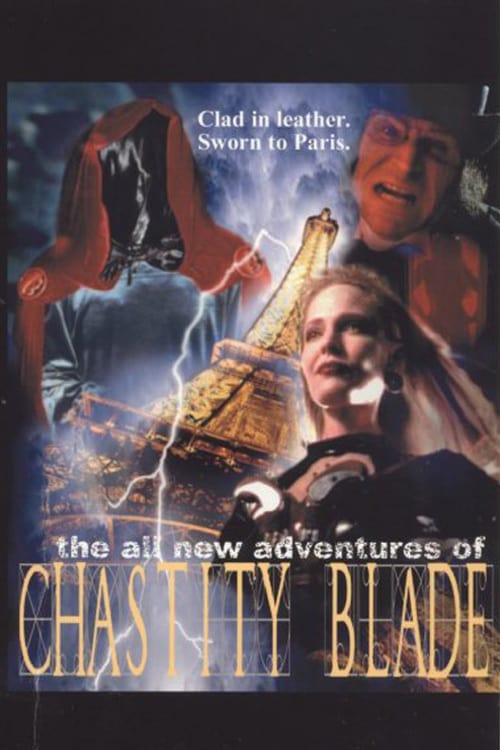 Clad in leather.
Sworn to Paris.
the all new adventures of
CHASTITY BLADE